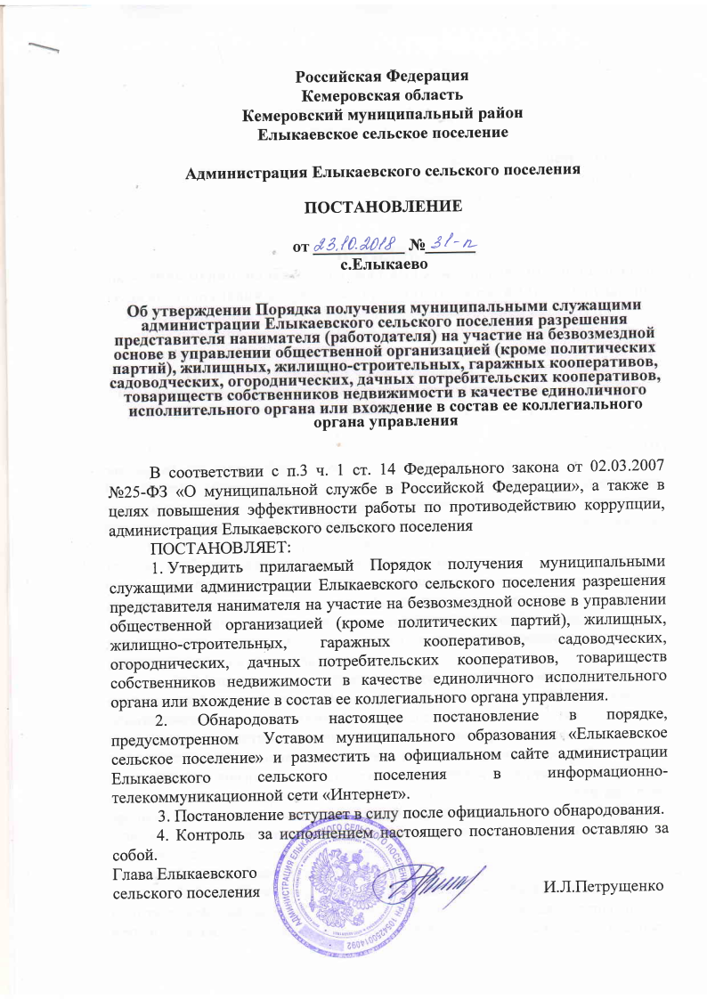 Российская Федерация
Кемеровская область
Кемеровский муниципальный район
Елыкаевское сельское поселение
Администрация Елыкаевского сельского поселения
ПОСТАНОВЛЕНИЕ
от 23.10.2018 № 31-п
с.Елыкаево
Об утверждении Порядка получения муниципальными служащими
администрации Елыкаевского сельского поселения разрешения
представителя нанимателя (работодателя) на участие на безвозмездной
основе в управлении общественной организацией (кроме политических
партий), жилищных, жилищно-строительных, гаражных кооперативов,
садоводческих, огороднических, дачных потребительских кооперативов,
товариществ собственников недвижимости в качестве единоличного
исполнительного органа или вхождение в состав ее коллегиального
органа управления
В соответствии с п.3 ч. 1 ст. 14 Федерального закона от 02.03.2007
№25-ФЗ «О муниципальной службе в Российской Федерации», а также в
целях повышения эффективности работы по противодействию коррупции,
администрация Елыкаевского сельского поселения
ПОСТАНОВЛЯЕТ:
1. Утвердить прилагаемый Порядок получения муниципальными
служащими администрации Елыкаевского сельского поселения разрешения
представителя нанимателя на участие на безвозмездной основе в управлении
общественной организацией (кроме политических партий), жилищных,
жилищно-строительных, гаражных кооперативов, садоводческих,
огороднических, дачных потребительских кооперативов, товариществ
собственников недвижимости в качестве единоличного исполнительного
органа или вхождение в состав ее коллегиального органа управления.
2. Обнародовать настоящее постановление в порядке,
предусмотренном Уставом муниципального образования «Елыкаевское
сельское поселение» и разместить на официальном сайте администрации
Елыкаевского сельского поселения в информационно-
телекоммуникационной сети «Интернет».
3. Постановление вступает в силу после официального обнародования.
4. Контроль за исполнением настоящего постановления оставляю за
собой.
Глава Елыкаевского
сельского поселения И.Л.Петрущенко
АДМИНИСТРАЦИЯ ЕЛЫКАЕВСКОГО СЕЛЬСКОГО ПОСЕЛЕНИЯ ОГРН 1054250014092